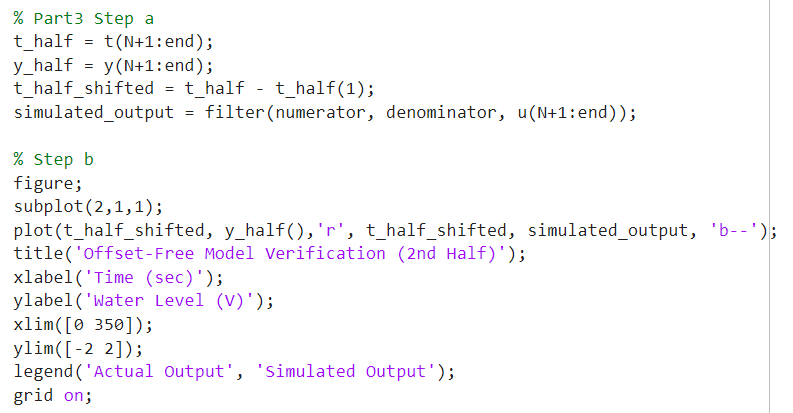 % Part3 Step a
t_half = t(N+1:end);
y_half = y(N+1:end);
t_half_shifted = t_half - t_half(1);
simulated_output = filter(numerator, denominator, u(N+1:end));
% Step b
figure;
subplot(2,1,1);
plot(t_half_shifted, y_half(),'r', t_half_shifted, simulated_output, 'b--');
title('Offset-Free Model Verification (2nd Half)');
xlabel('Time (sec)');
ylabel('Water Level (V)');
xlim([0 350]);
ylim([-2 2]);
legend('Actual Output', 'Simulated Output');
grid on;